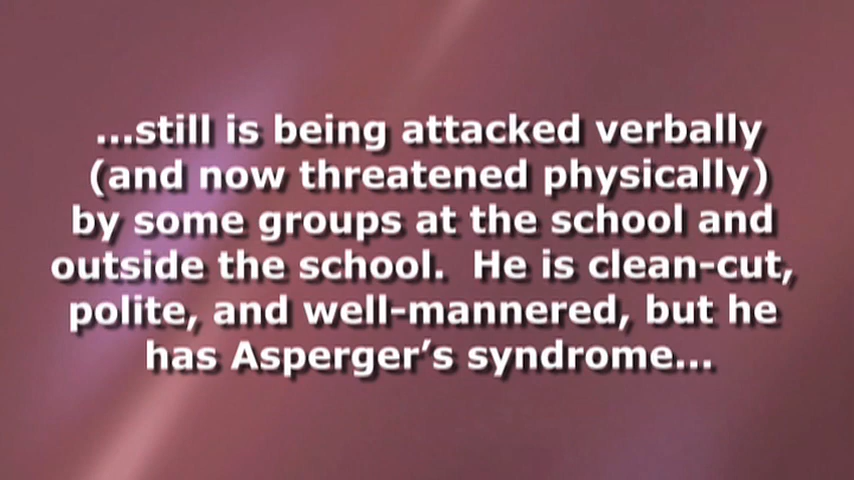 ...still is being attacked verbally
(and now threatened physically)
by some groups at the school and
outside the school.  He is clean-cut,
polite, and well-mannered, but he
has Asperger’s syndrome...